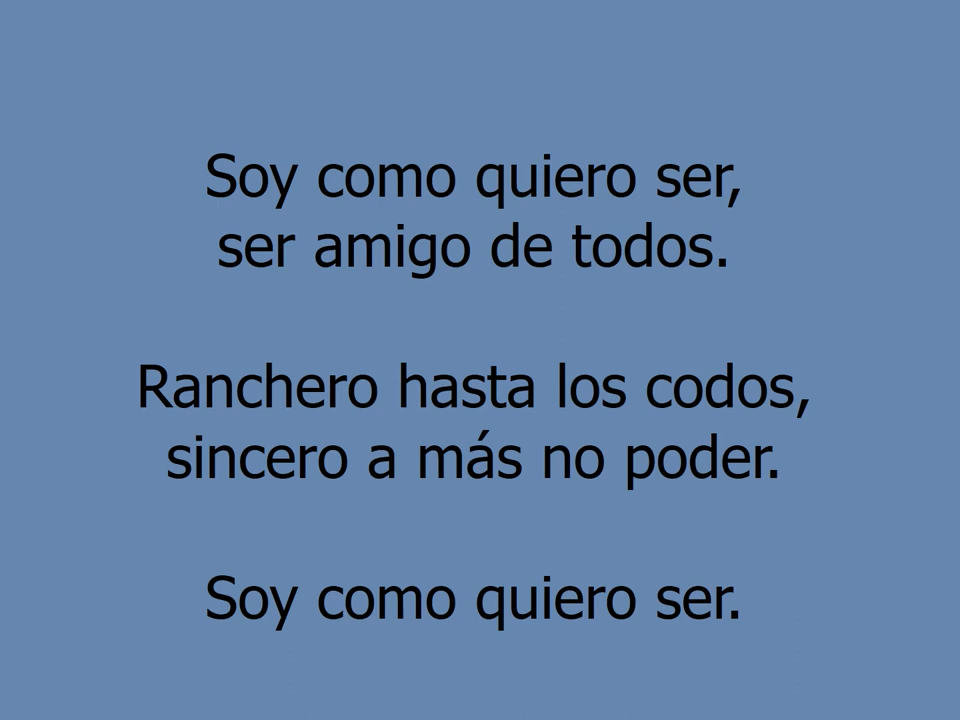 Soy como quiero ser,
ser amigo de todos.
Ranchero hasta los codos,
sincero a más no poder.
Soy como quiero ser.